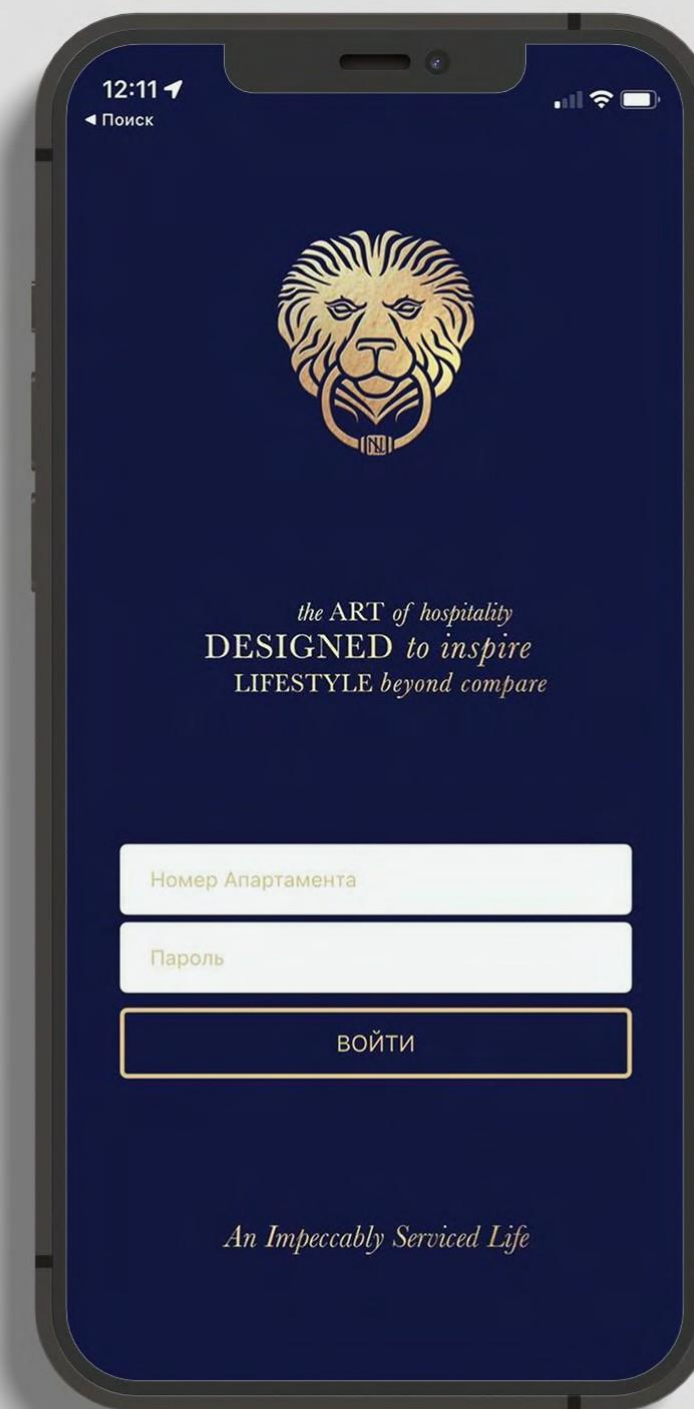 12:11
◀ Поиск
the ART of hospitality
DESIGNED to inspire
LIFESTYLE beyond compare
Номер Апартамента
Пароль
ВОЙТИ
An Impeccably Serviced Life